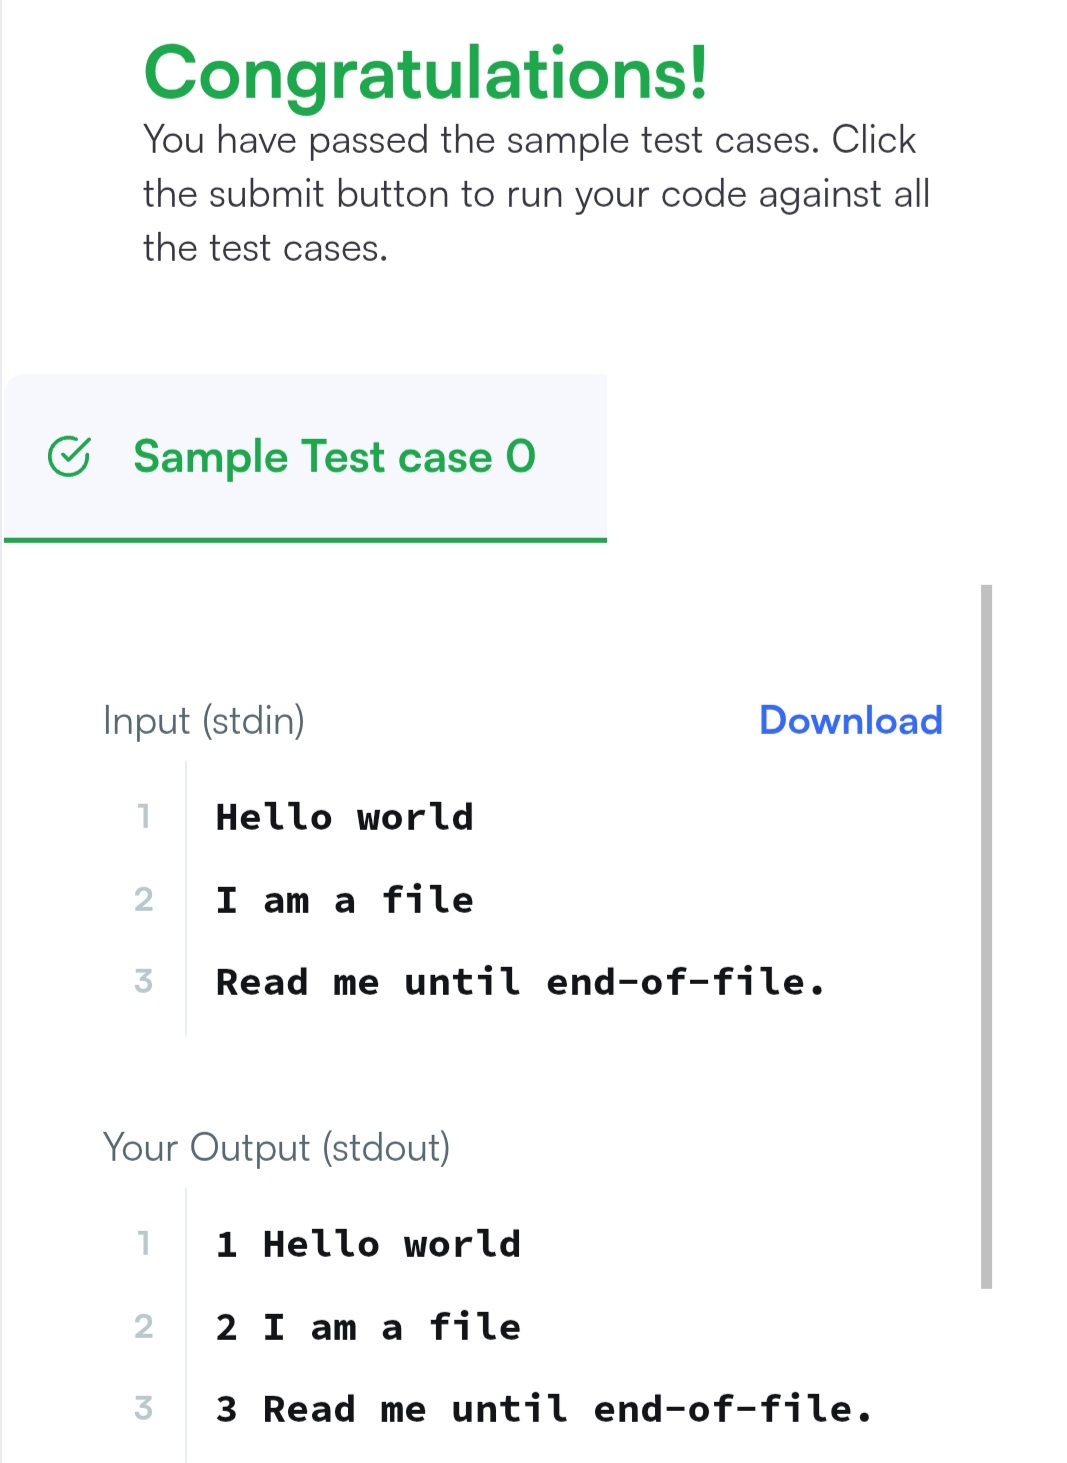 Congratulations!
You have passed the sample test cases. Click
the submit button to run your code against all
the test cases.
Sample Test case 0
Input (stdin)
Download
1 Hello world
2 I am a file
3 Read me until end-of-file.
Your Output (stdout)
1 1 Hello world
2 2 I am a file
3 3 Read me until end-of-file.